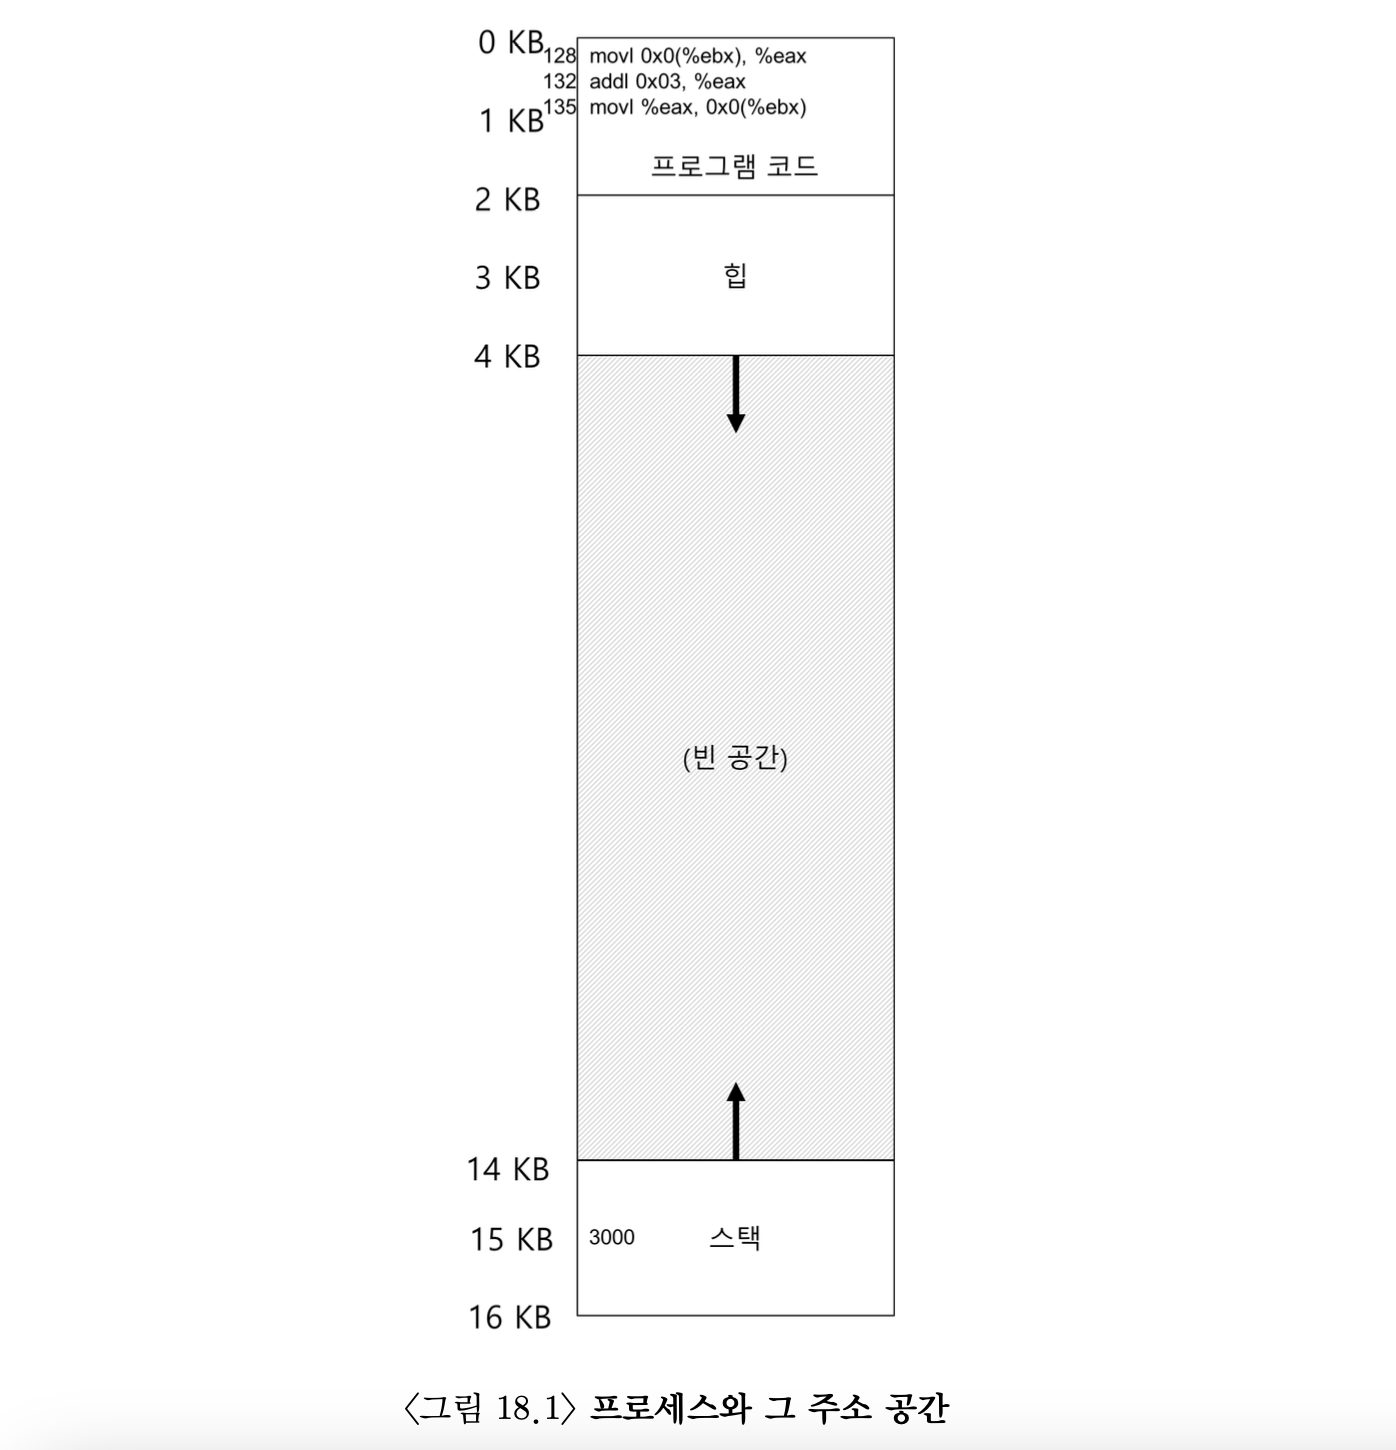 0 KB
128 movl 0x0(%ebx), %eax
132 addl 0x03, %eax
135 movl %eax, 0x0(%ebx)
1 KB
프로그램 코드
2 KB
3 KB 힙
4 KB
(빈 공간)
14 KB
15 KB 3000 스택
16 KB
<그림 18.1> 프로세스와 그 주소 공간